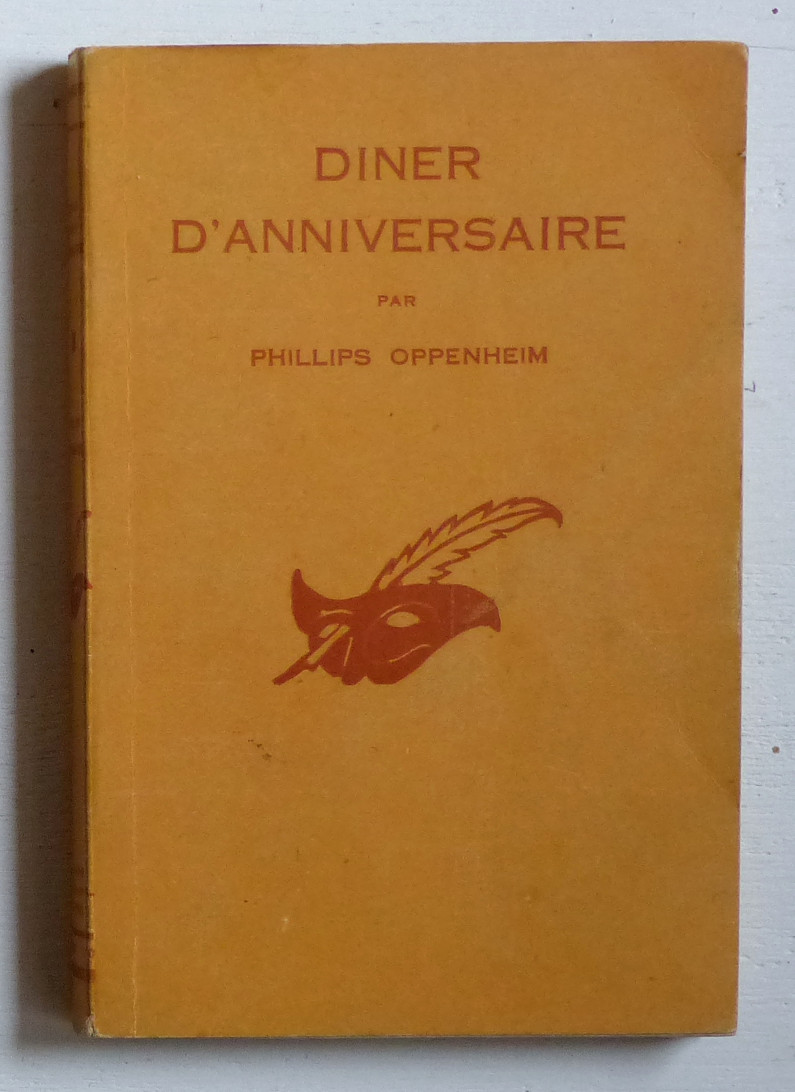 DINER
D'ANNIVERSAIRE
PAR
PHILLIPS OPPENHEIM